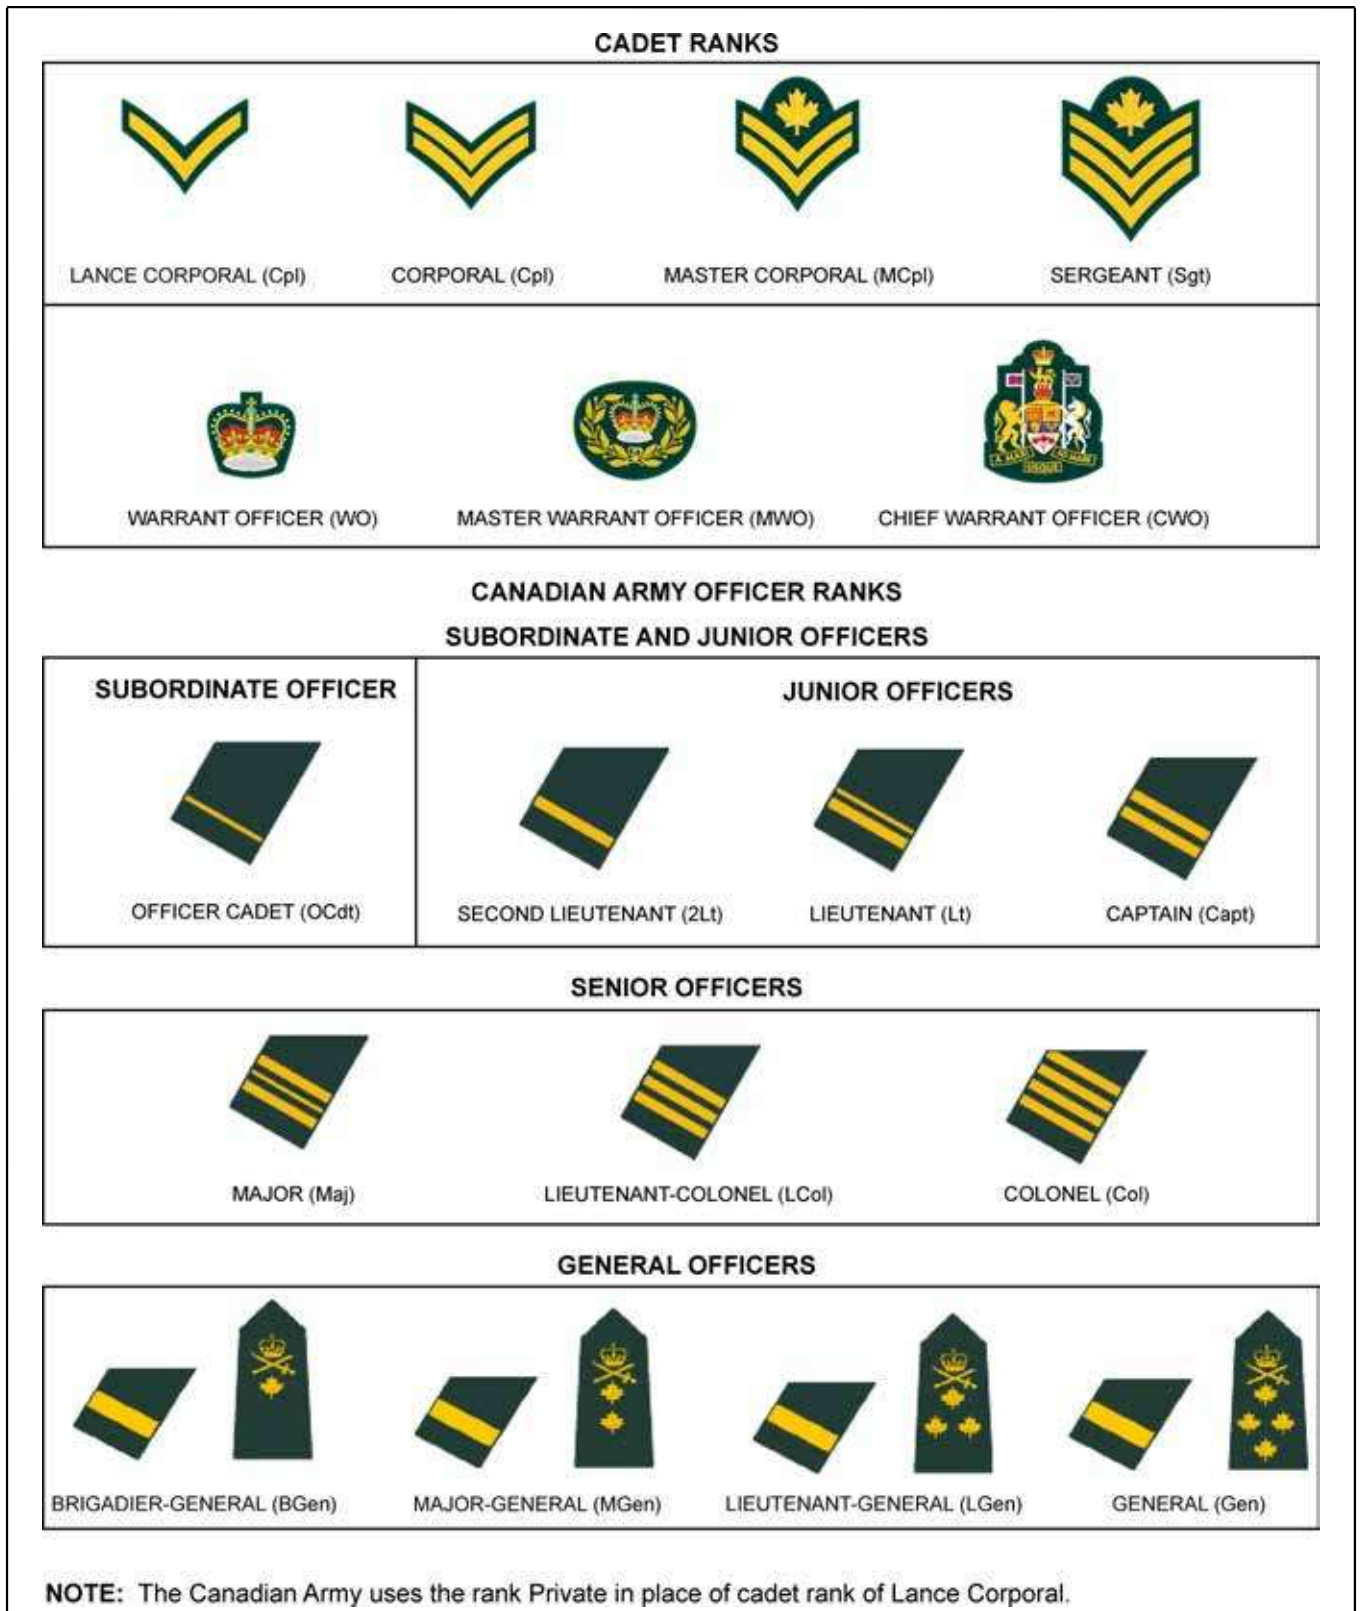 CADET RANKS
LANCE CORPORAL (Cpl) CORPORAL (Cpl) MASTER CORPORAL (MCpl) SERGEANT (Sgt)
A MARI USQUE AD MARE
WARRANT OFFICER (WO) MASTER WARRANT OFFICER (MWO) CHIEF WARRANT OFFICER (CWO)
CANADIAN ARMY OFFICER RANKS
SUBORDINATE AND JUNIOR OFFICERS
SUBORDINATE OFFICER JUNIOR OFFICERS
OFFICER CADET (OCdt) SECOND LIEUTENANT (2Lt) LIEUTENANT (Lt) CAPTAIN (Capt)
SENIOR OFFICERS
MAJOR (Maj) LIEUTENANT-COLONEL (LCol) COLONEL (Col)
GENERAL OFFICERS
BRIGADIER-GENERAL (BGen) MAJOR-GENERAL (MGen) LIEUTENANT-GENERAL (LGen) GENERAL (Gen)
NOTE: The Canadian Army uses the rank Private in place of cadet rank of Lance Corporal.